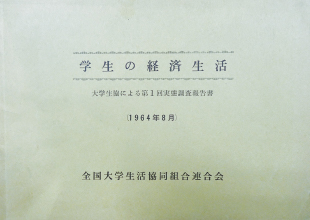 学生の経済生活
大学生協による第1回実態調査報告書
(1964年8月)
全国大学生活協同組合連合会